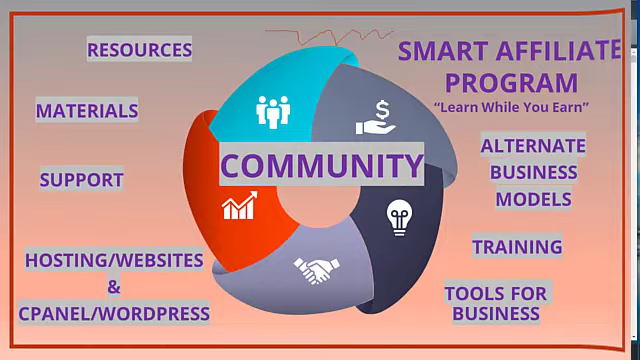 RESOURCES
MATERIALS
SUPPORT
HOSTING/WEBSITES
&
CPANEL/WORDPRESS
COMMUNITY
$
SMART AFFILIATE
PROGRAM
“Learn While You Earn”
ALTERNATE
BUSINESS
MODELS
TRAINING
TOOLS FOR
BUSINESS